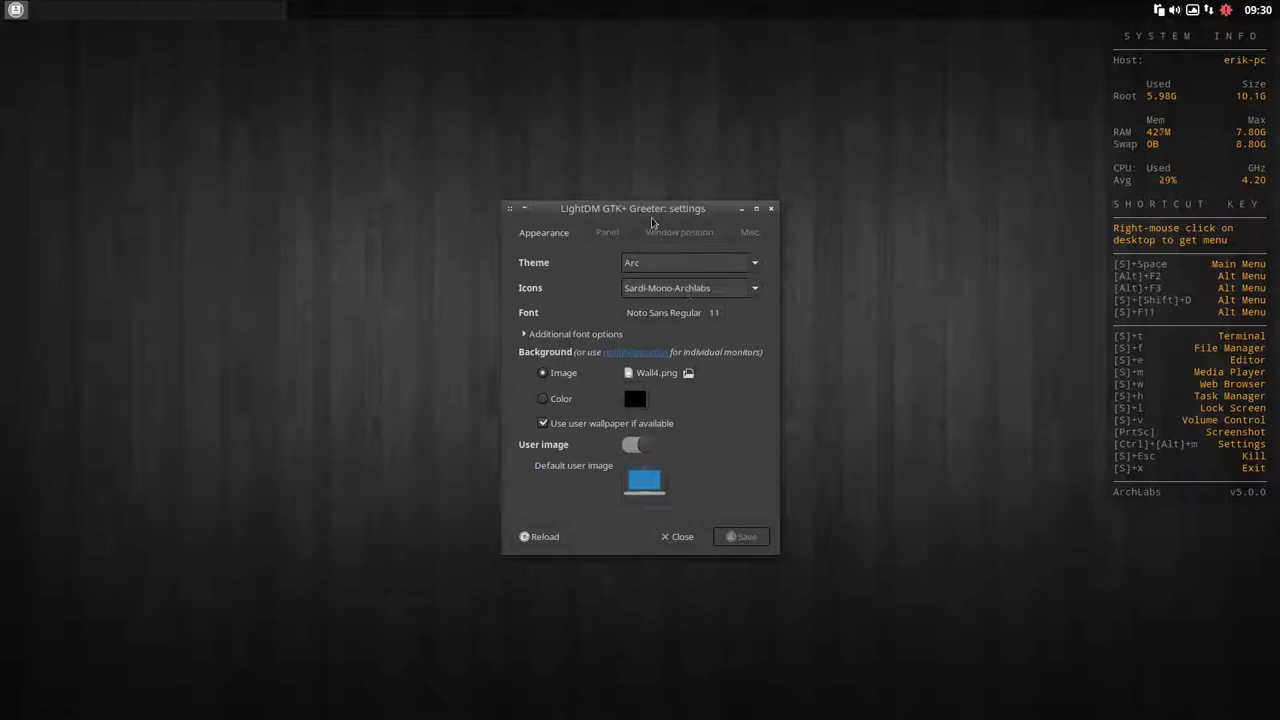 09:30
LightDM GTK+ Greeter: settings
Appearance Panel Window position Misc.
Theme Arc
Icons Sardi-Mono-Archlabs
Font Noto Sans Regular 11
Additional font options
Background (or use for individual monitors)
Image Wall4.png
Color
Use user wallpaper if available
User image
Default user image
Reload Close Save
SYSTEM INFO
Host: erik-pc
Used Size
Root 5.98G 10.1G
Mem Max
RAM 427M 7.80G
Swap 0B 8.80G
CPU: Used GHz
Avg 29% 4.20
SHORTCUT KEY
Right-mouse click on
desktop to get menu
[S]+Space Main Menu
[Alt]+F2 Alt Menu
[Alt]+F3 Alt Menu
[S]+[Shift]+D Alt Menu
[S]+F11 Alt Menu
[S]+t Terminal
[S]+f File Manager
[S]+e Editor
[S]+m Media Player
[S]+w Web Browser
[S]+h Task Manager
[S]+l Lock Screen
[S]+v Volume Control
[PrtSc] Screenshot
[Ctrl]+[Alt]+m Settings
[S]+Esc Kill
[S]+x Exit
ArchLabs v5.0.0